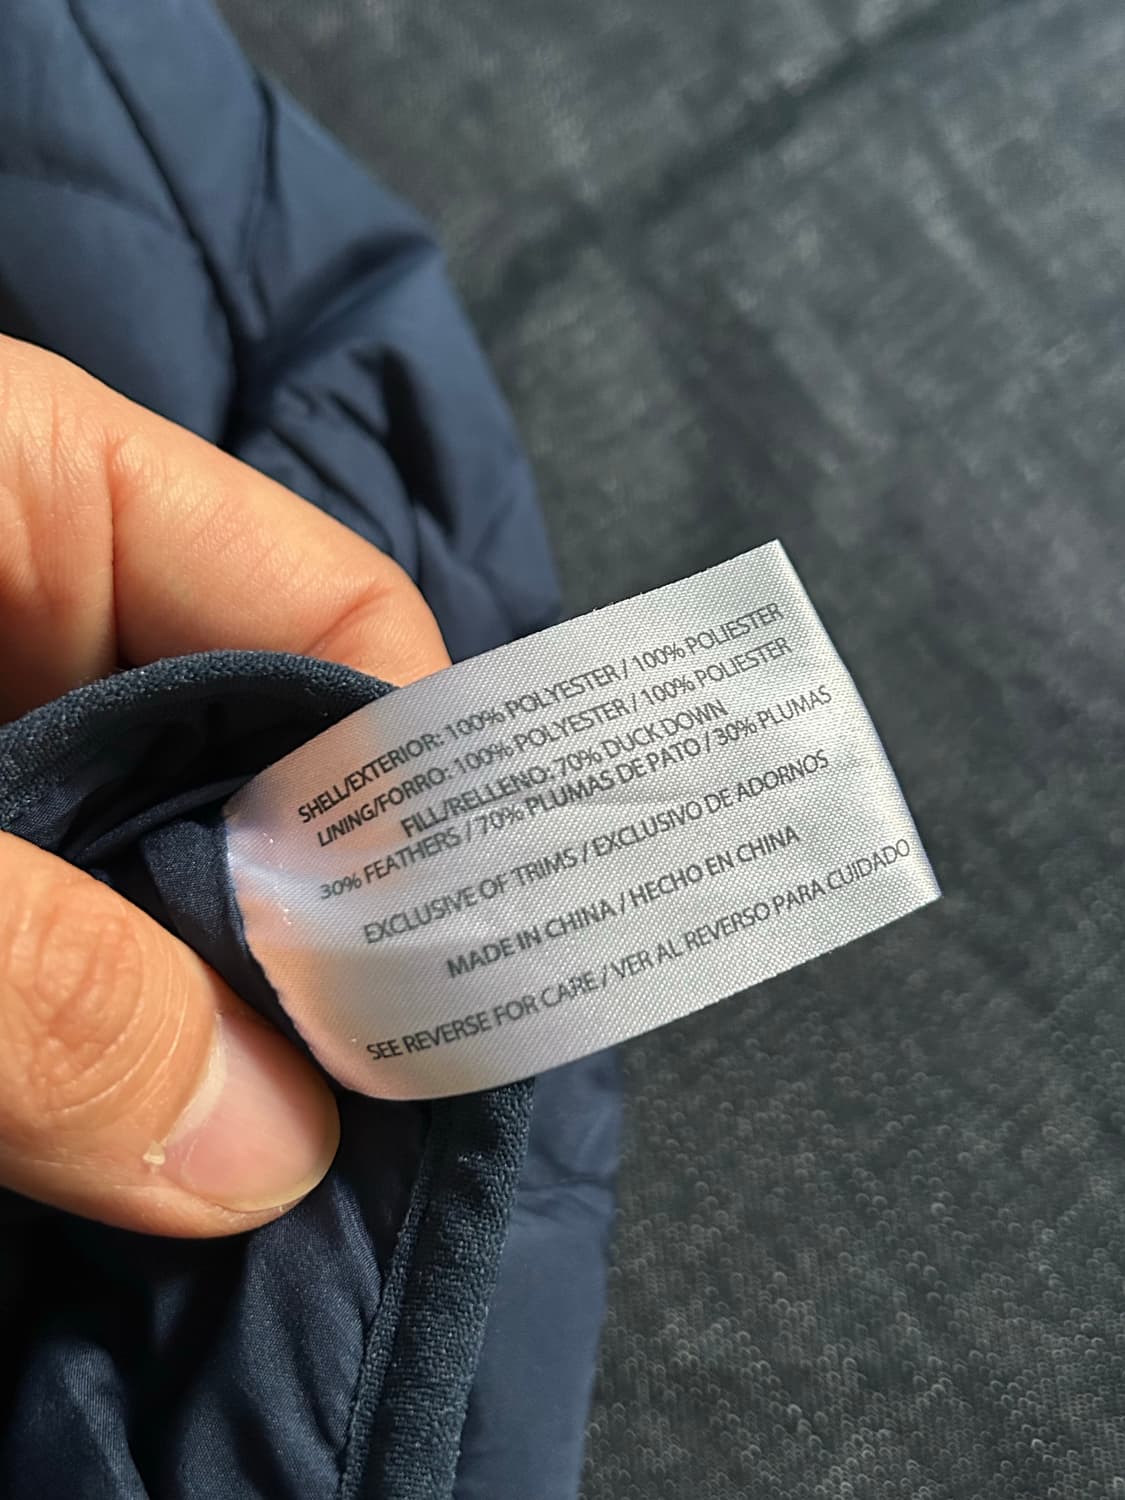 SHELL/EXTERIOR: 100% POLYESTER / 100% POLIESTER
LINING/FORRO: 100% POLYESTER / 100% POLIESTER
FILL/RELLENO: 70% DUCK DOWN
30% FEATHERS / 70% PLUMAS DE PATO / 30% PLUMAS
EXCLUSIVE OF TRIMS / EXCLUSIVO DE ADORNOS
MADE IN CHINA / HECHO EN CHINA
SEE REVERSE FOR CARE / VER AL REVERSO PARA CUIDADO